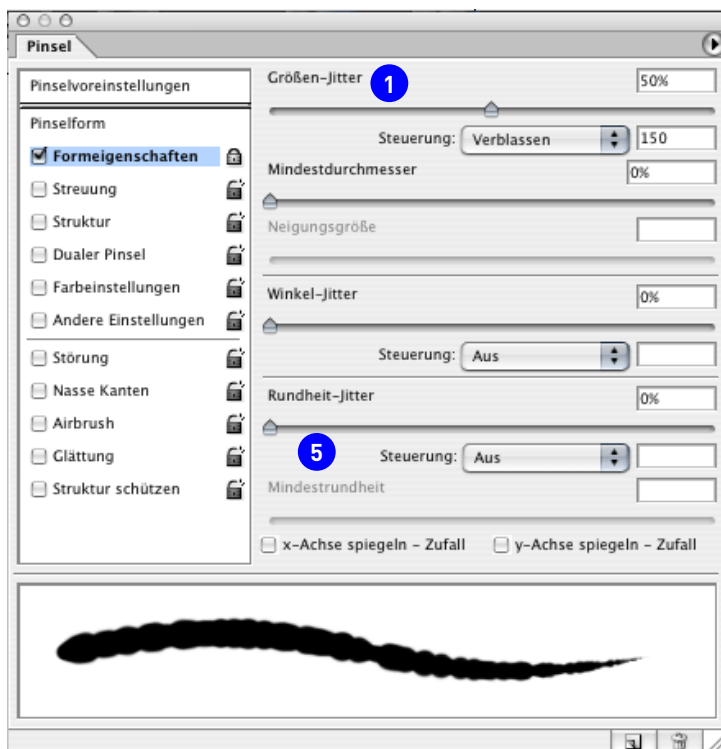 Pinsel
Pinselvoreinstellungen
Pinselform
Formeigenschaften
Streuung
Struktur
Dualer Pinsel
Farbeinstellungen
Andere Einstellungen
Störung
Nasse Kanten
Airbrush
Glättung
Struktur schützen
Größen-Jitter 1 50%
Steuerung: Verblassen 150
Mindestdurchmesser 0%
Neigungsgröße
Winkel-Jitter 0%
Steuerung: Aus
Rundheit-Jitter 0%
5 Steuerung: Aus
Mindestrundheit
x-Achse spiegeln - Zufall y-Achse spiegeln - Zufall